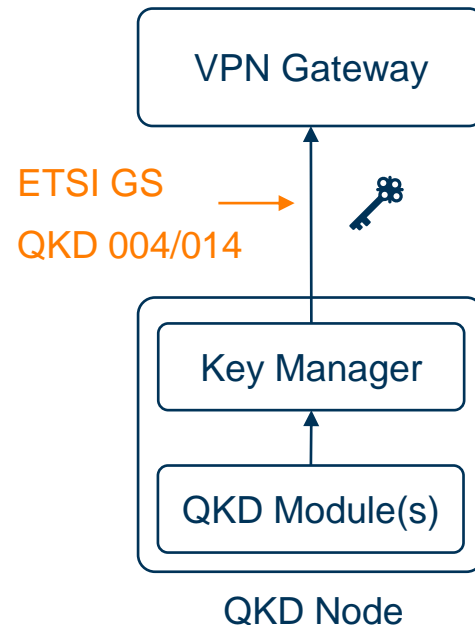 VPN Gateway
ETSI GS
QKD 004/014
Key Manager
QKD Module(s)
QKD Node